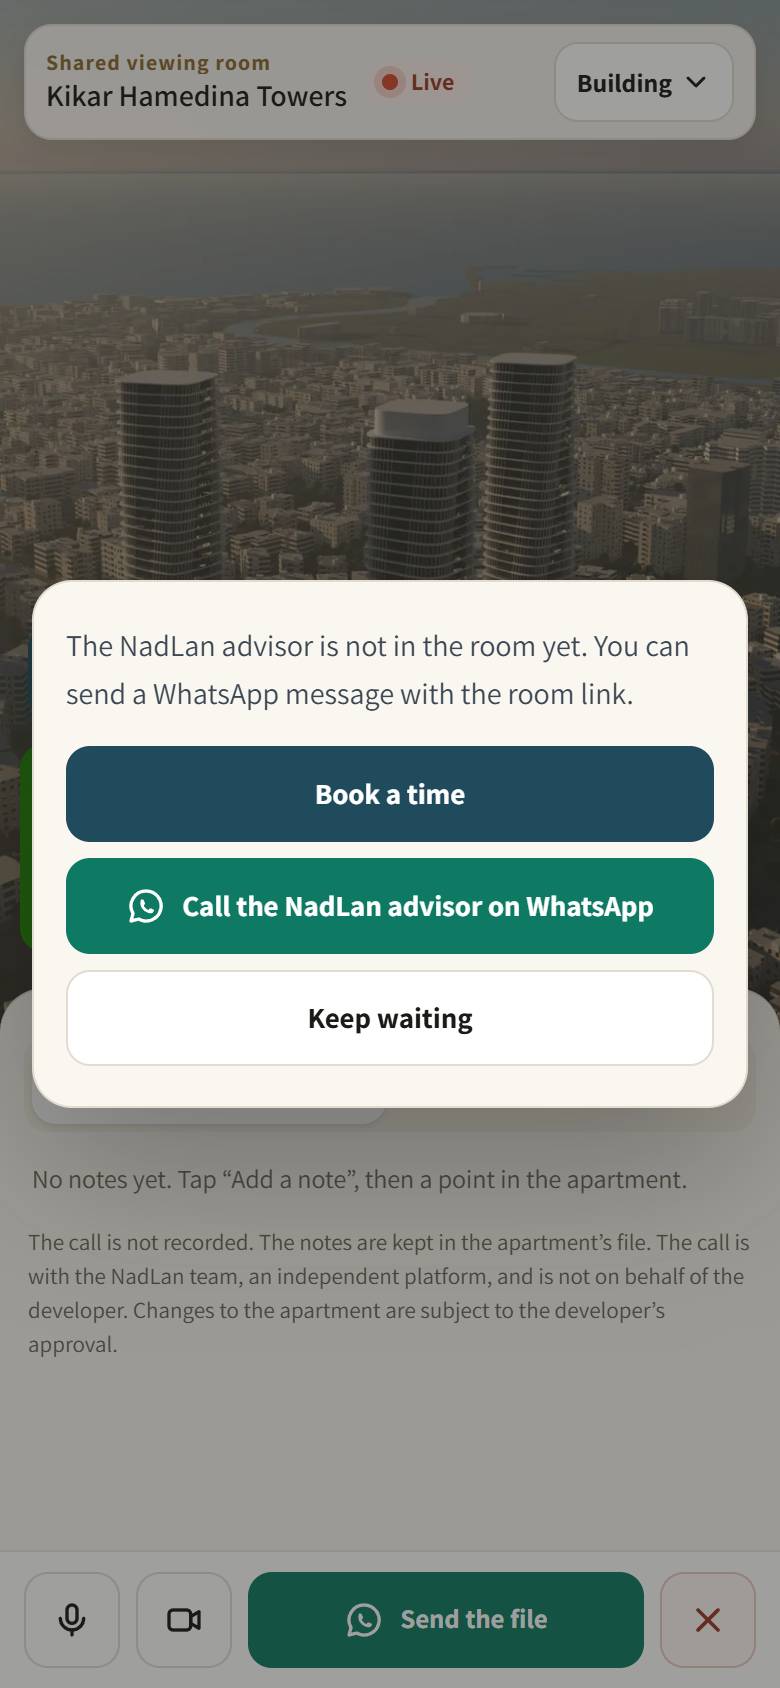 Shared viewing room
Kikar Hamedina Towers
Live
Building
The NadLan advisor is not in the room yet. You can
send a WhatsApp message with the room link.
Book a time
Call the NadLan advisor on WhatsApp
Keep waiting
No notes yet. Tap “Add a note”, then a point in the apartment.
The call is not recorded. The notes are kept in the apartment’s file. The call is
with the NadLan team, an independent platform, and is not on behalf of the
developer. Changes to the apartment are subject to the developer’s
approval.
Send the file